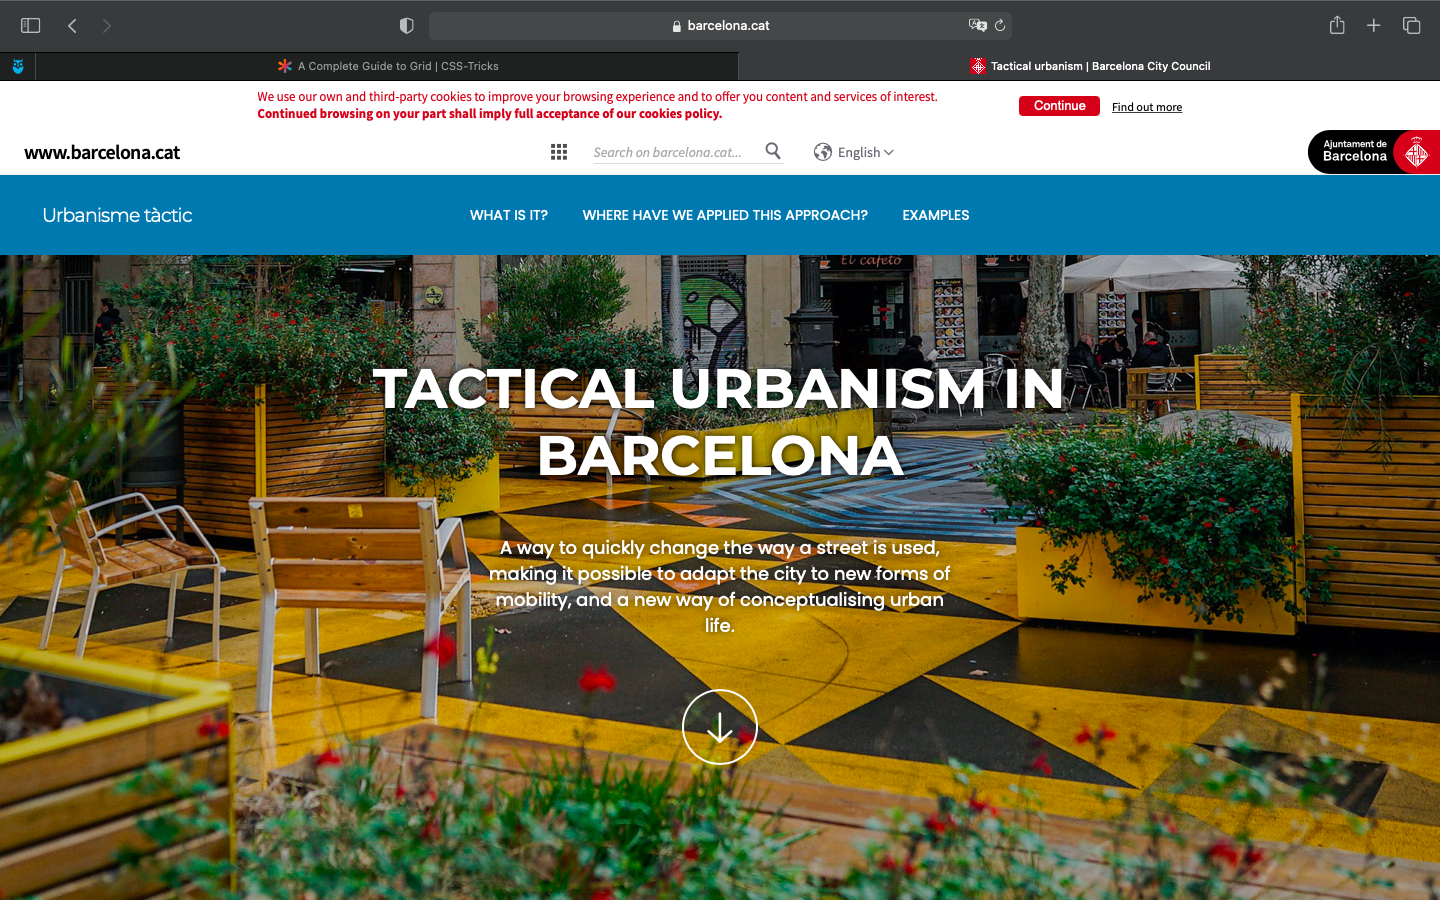 barcelona.cat
A Complete Guide to Grid | CSS-Tricks
Tactical urbanism | Barcelona City Council
We use our own and third-party cookies to improve your browsing experience and to offer you content and services of interest.
Continued browsing on your part shall imply full acceptance of our cookies policy.
Continue
Find out more
www.barcelona.cat
Search on barcelona.cat...
English
Ajuntament de
Barcelona
Urbanisme tàctic
WHAT IS IT?
WHERE HAVE WE APPLIED THIS APPROACH?
EXAMPLES
El cafeto
TACTICAL URBANISM IN
BARCELONA
A way to quickly change the way a street is used,
making it possible to adapt the city to new forms of
mobility, and a new way of conceptualising urban
life.